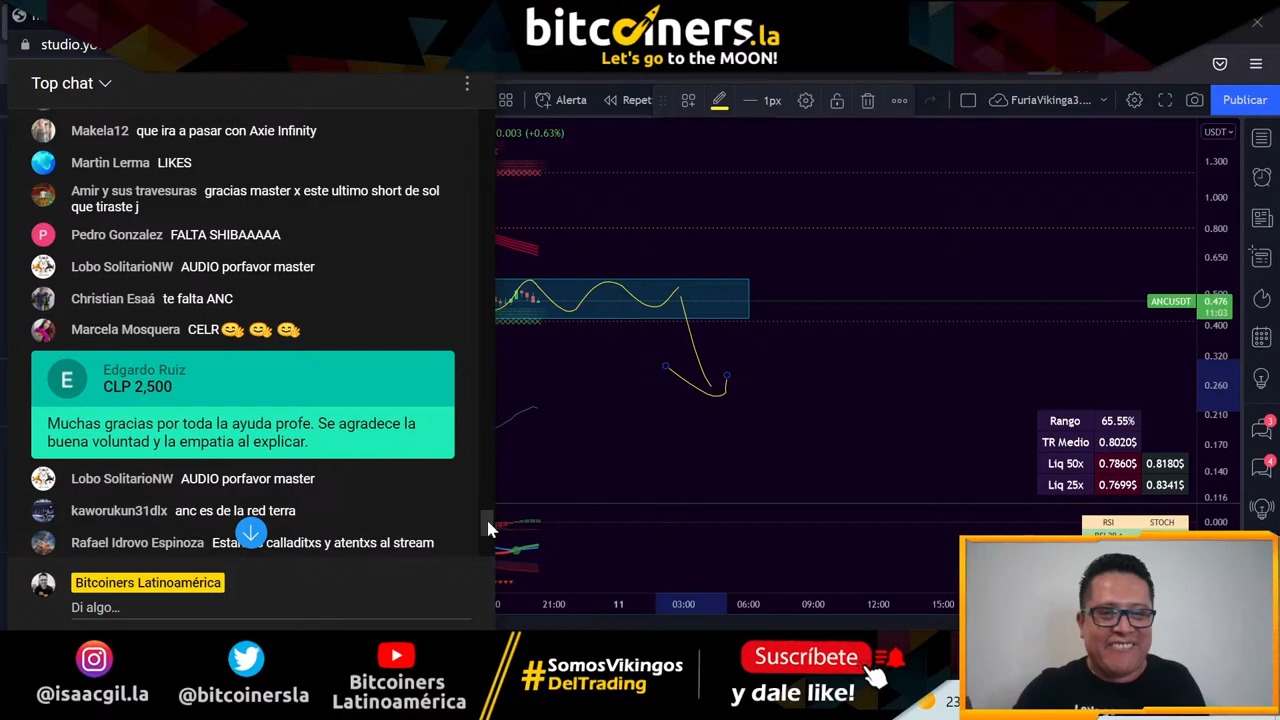 bitcoiners.la
Let's go to the MOON!
studio.yo
Top chat
Makela12 que ira a pasar con Axie Infinity
Martin Lerma LIKES
Amir y sus travesuras gracias master x este ultimo short de sol
que tiraste j
Pedro Gonzalez FALTA SHIBAAAAA
Lobo SolitarioNW AUDIO porfavor master
Christian Esaá te falta ANC
Marcela Mosquera CELR
E
Edgardo Ruiz
CLP 2,500
Muchas gracias por toda la ayuda profe. Se agradece la
buena voluntad y la empatia al explicar.
Lobo SolitarioNW AUDIO porfavor master
kaworukun31dlx anc es de la red terra
Rafael Idrovo Espinoza calladitxs y atentxs al stream
Bitcoiners Latinoamérica
Di algo...
Alerta
Repet
1px
FuriaVikinga3...
Publicar
0.003 (+0.63%)
USDT
1.300
1.000
0.800
0.650
ANCUSDT 0.476
11:03
0.400
0.320
0.260
0.210
0.170
0.140
0.116
0.000
3
4
Rango 65.55%
TR Medio 0.8020$
Liq 50x 0.7860$ 0.8180$
Liq 25x 0.7699$ 0.8341$
RSI STOCH
21:00 11 03:00 06:00 09:00 12:00 15:00
@isaacgil.la
@bitcoinersla
Bitcoiners
Latinoamérica
#SomosVikingos
DelTrading
Suscríbete
y dale like!
23